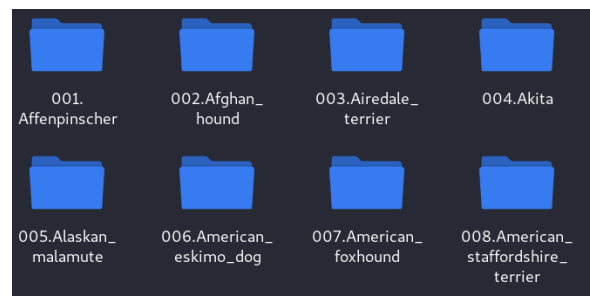 001.
Affenpinscher
002.Afghan_
hound
003.Airedale_
terrier
004.Akita
005.Alaskan_
malamute
006.American_
eskimo_dog
007.American_
foxhound
008.American_
staffordshire_
terrier